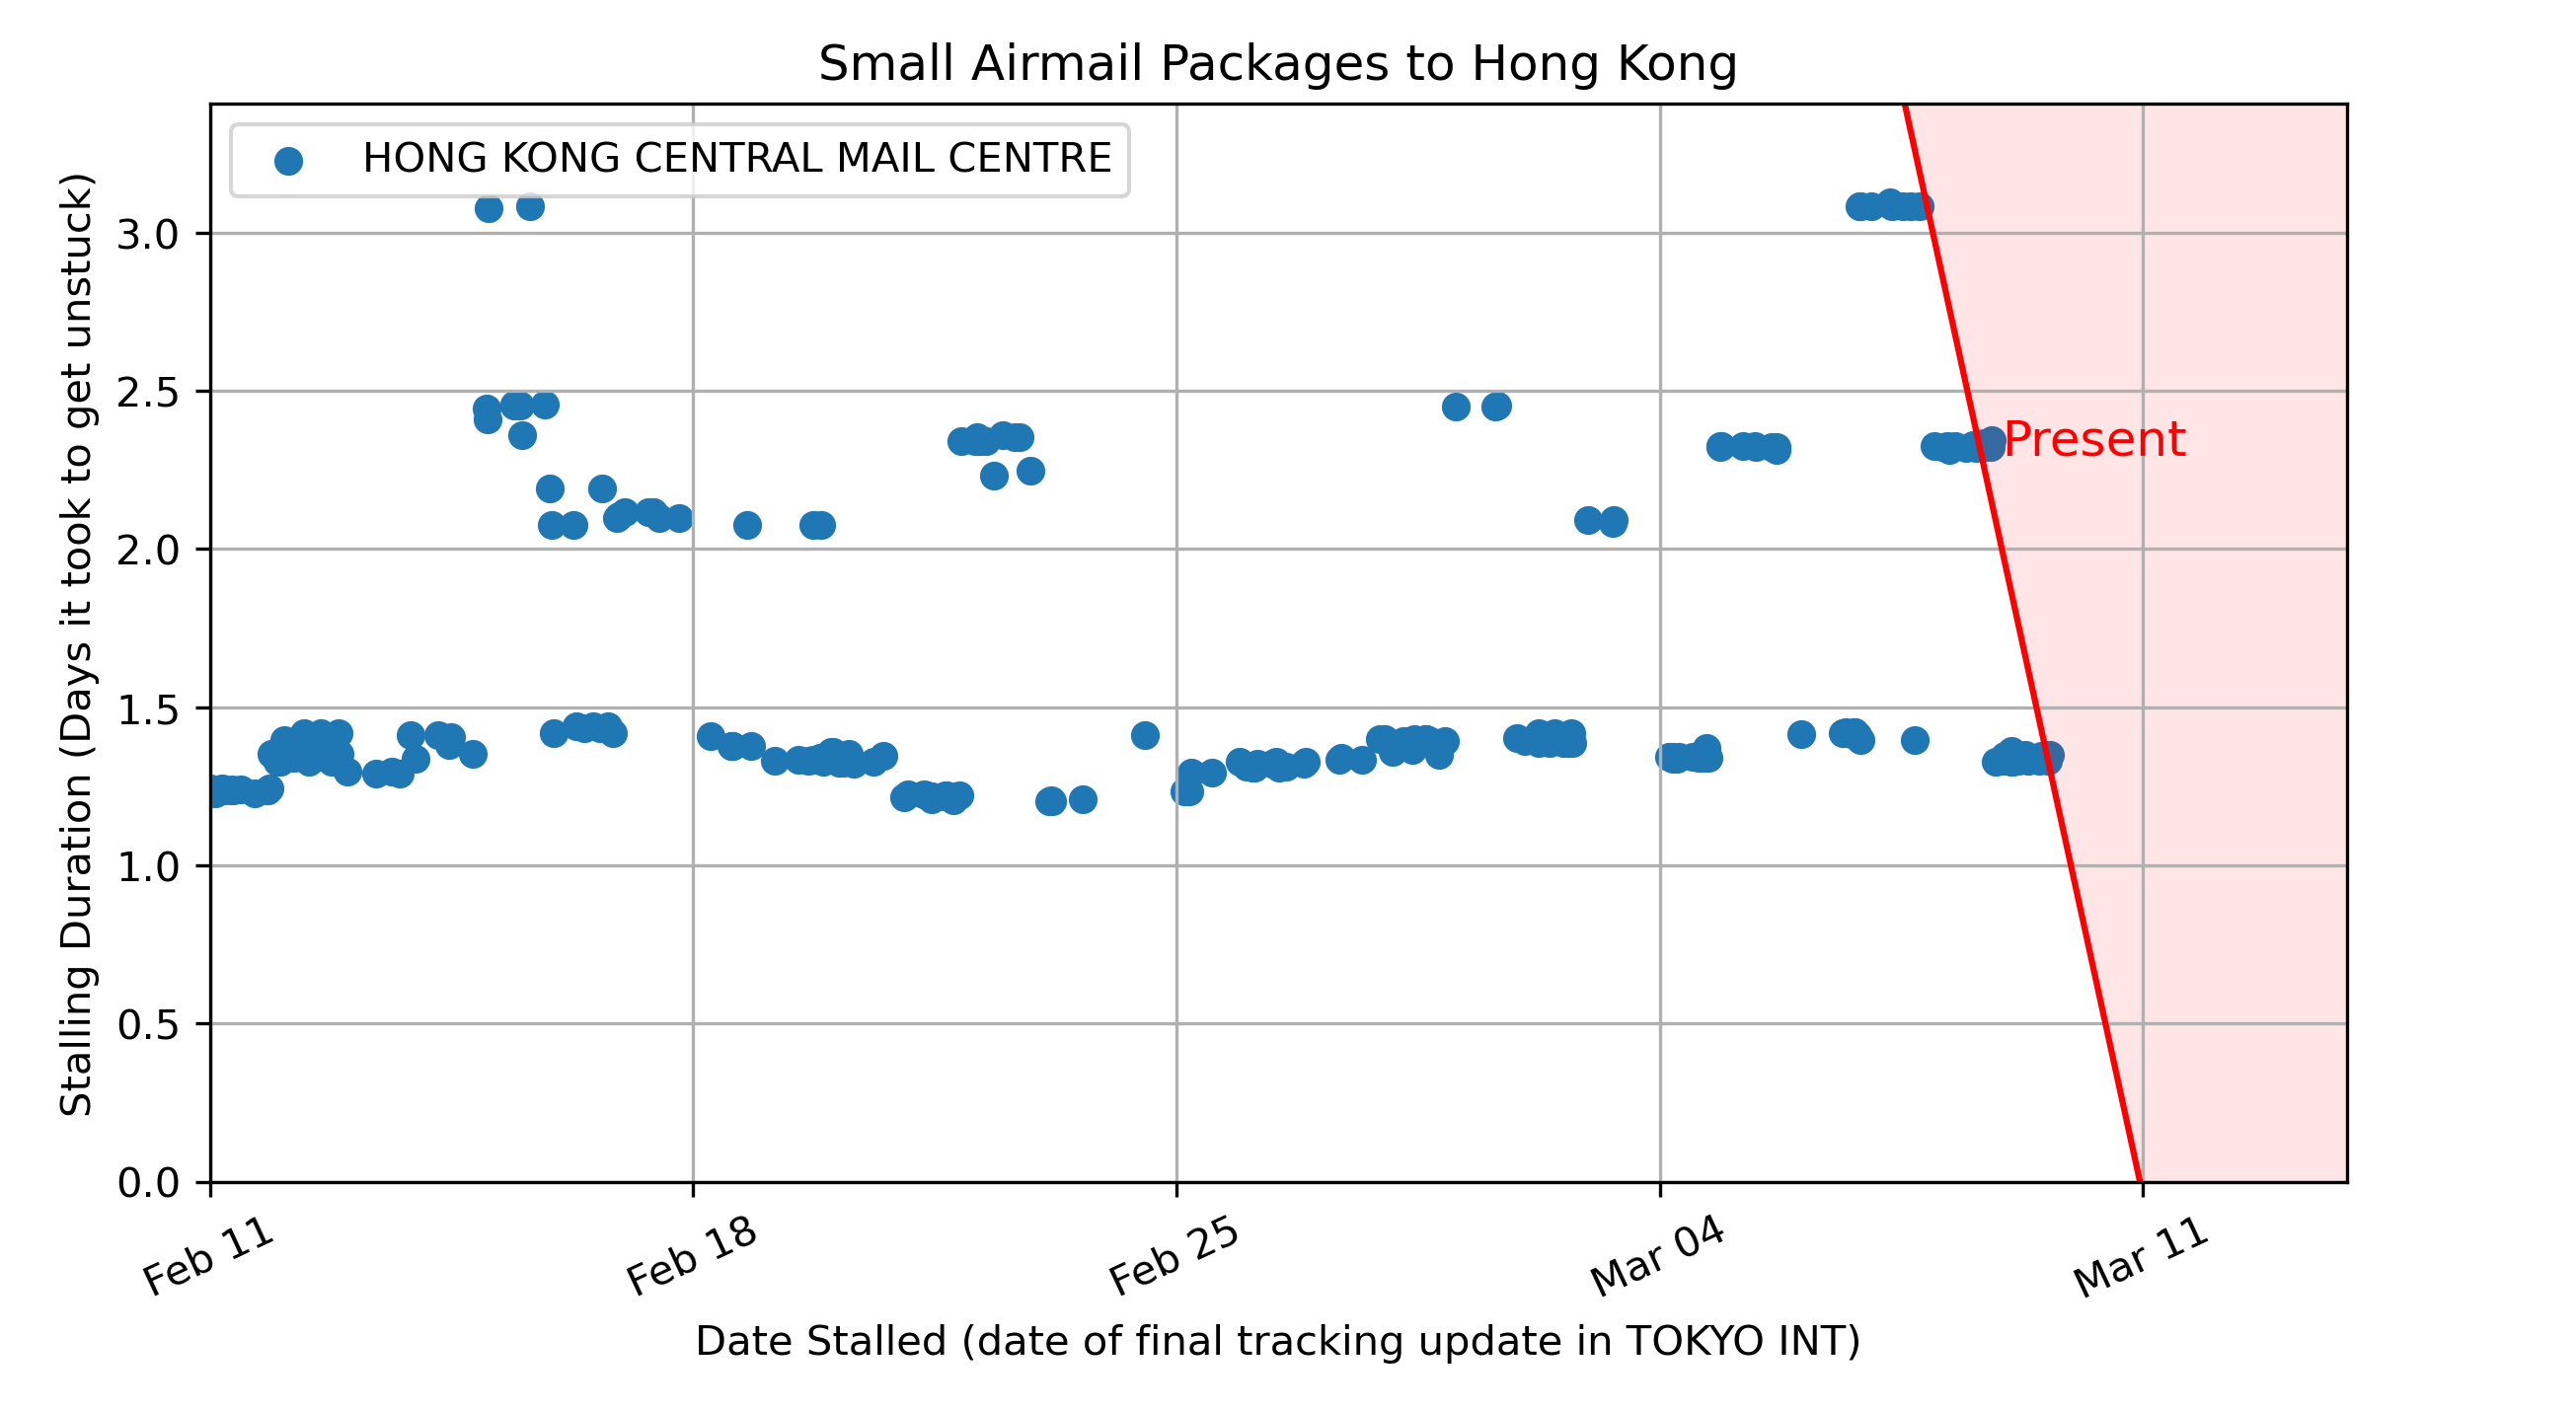 Small Airmail Packages to Hong Kong
HONG KONG CENTRAL MAIL CENTRE
Stalling Duration (Days it took to get unstuck)
3.0
2.5
2.0
1.5
1.0
0.5
0.0
Present
Feb 11
Feb 18
Feb 25
Mar 04
Mar 11
Date Stalled (date of final tracking update in TOKYO INT)